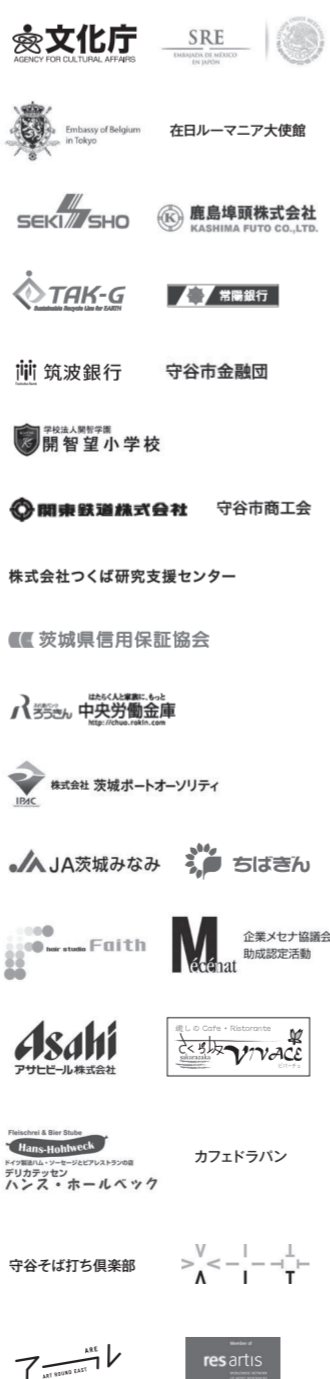 文化庁
AGENCY FOR CULTURAL AFFAIRS
SRE
EMBAJADA DE MÉXICO
EN JAPÓN
Embassy of Belgium
in Tokyo
在日ルーマニア大使館
SEKISHO
鹿島埠頭株式会社
KASHIMA FUTO CO.,LTD.
TAK-G
Sustainable Recycle Use for EARTH
常陽銀行
筑波銀行
Tsukuba Bank
守谷市金融団
学校法人開智学園
開智望小学校
関東鉄道株式会社
守谷市商工会
株式会社つくば研究支援センター
茨城県信用保証協会
ろうきん
はたらく人と家族に、もっと
中央労働金庫
http://chuo.rokin.com
IPAC
株式会社 茨城ポートオーソリティ
JA茨城みなみ
ちばぎん
hair studio Faith
Mécénat
企業メセナ協議会
助成認定活動
Asahi
アサヒビール株式会社
癒しの Cafe・Ristorante
さくら坂
sakurazaka
VIVACE
ビバーチェ
Fleischrei & Bier Stube
Hans-Hohlweck
ドイツ製法ハム・ソーセージとビアレストランの店
デリカテッセン
ハンス・ホールベック
カフェドラバン
守谷そば打ち倶楽部
ARE
ART ROUND EAST
Member of
res artis